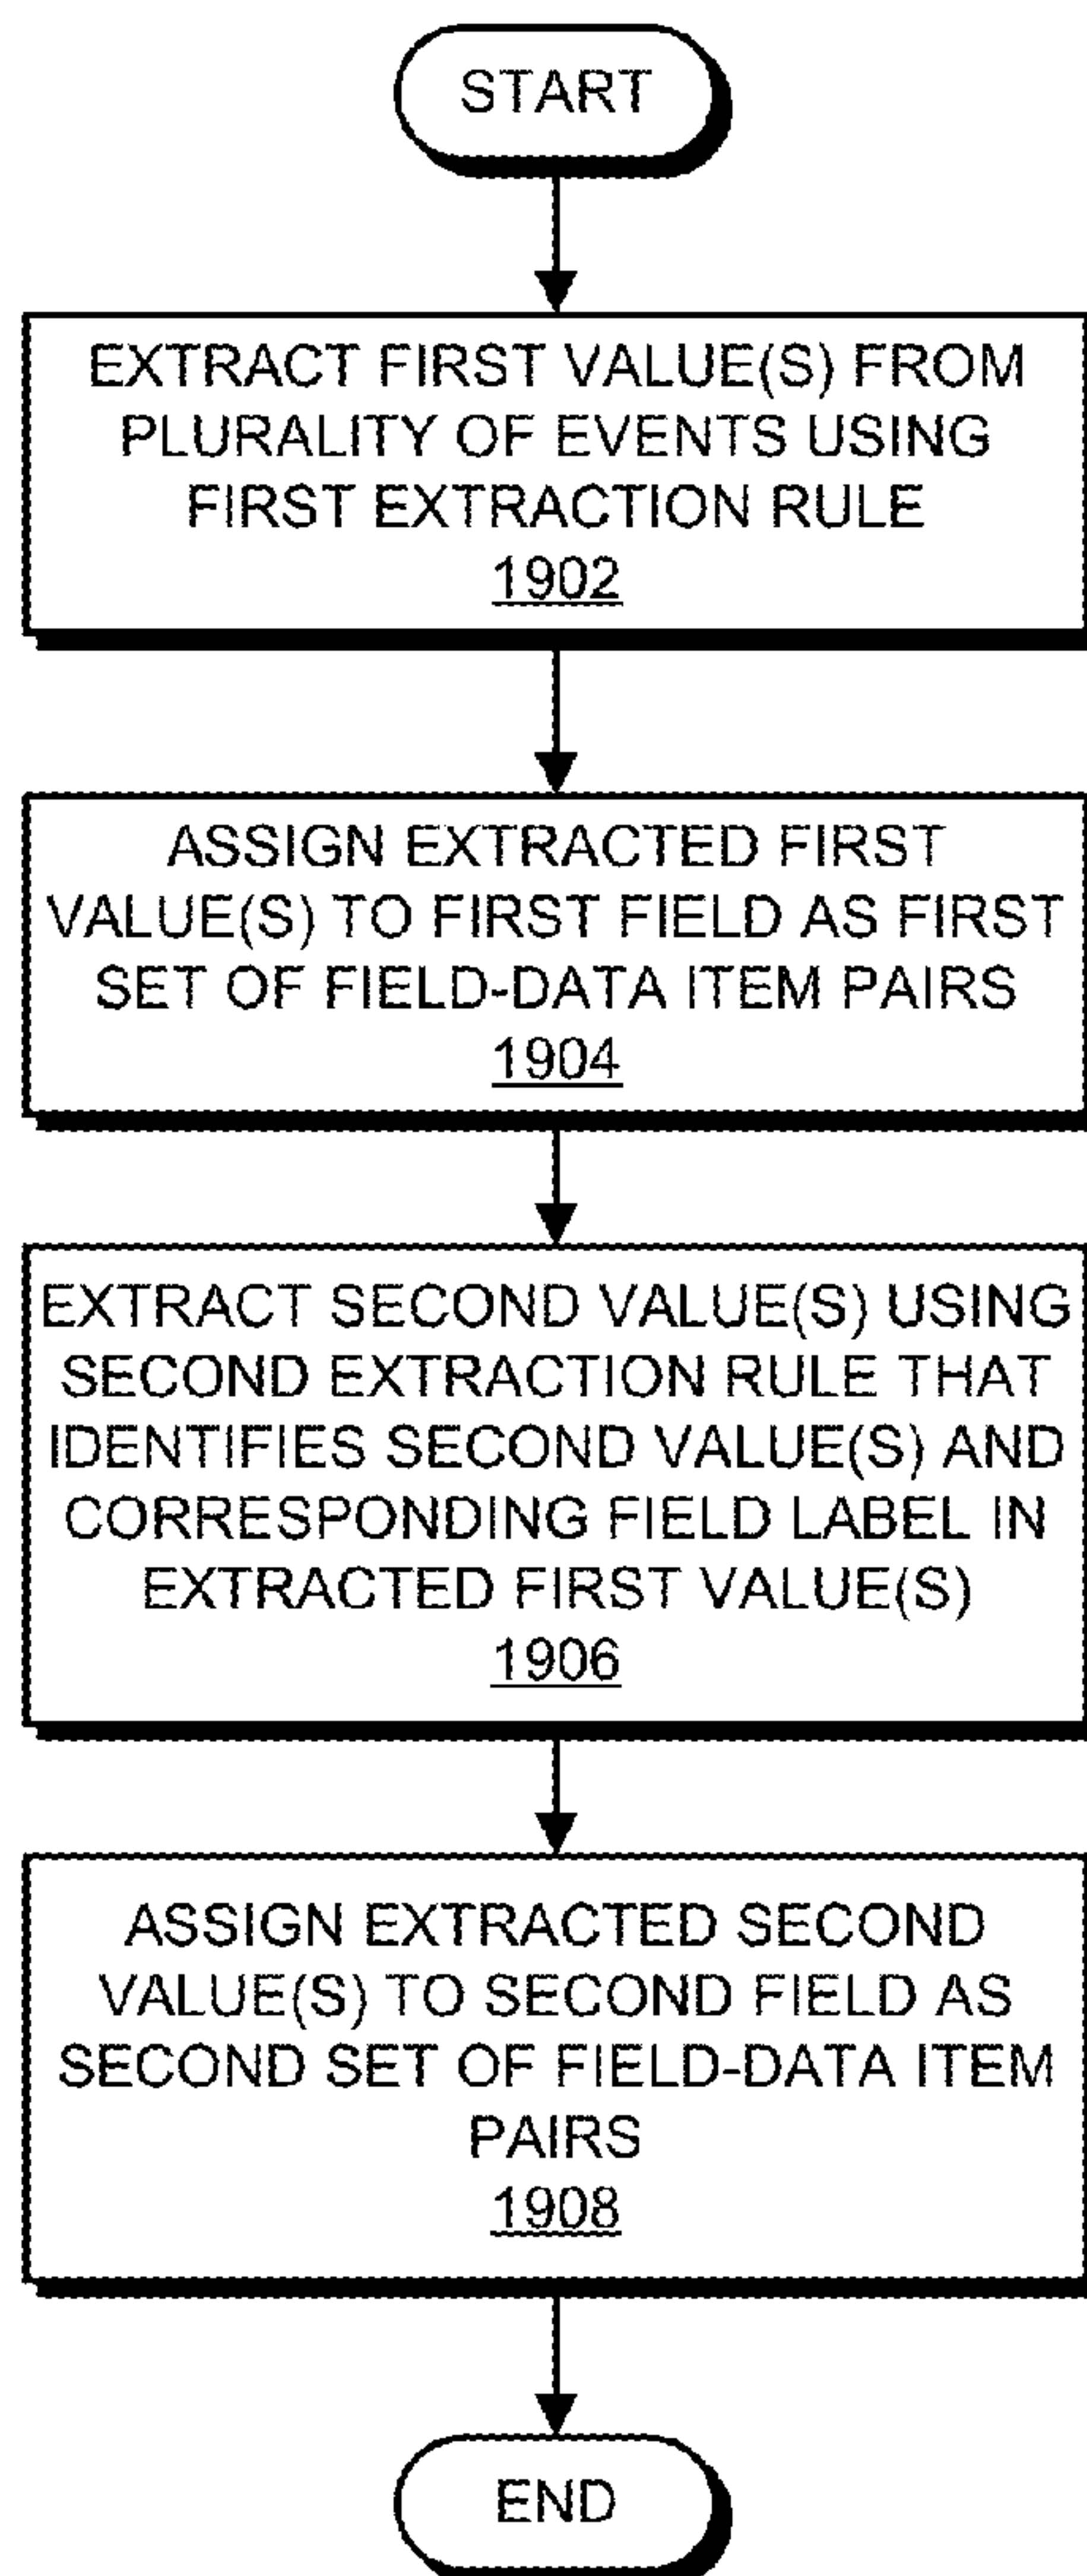 START
EXTRACT FIRST VALUE(S) FROM
PLURALITY OF EVENTS USING
FIRST EXTRACTION RULE
1902
ASSIGN EXTRACTED FIRST
VALUE(S) TO FIRST FIELD AS FIRST
SET OF FIELD-DATA ITEM PAIRS
1904
EXTRACT SECOND VALUE(S) USING
SECOND EXTRACTION RULE THAT
IDENTIFIES SECOND VALUE(S) AND
CORRESPONDING FIELD LABEL IN
EXTRACTED FIRST VALUE(S)
1906
ASSIGN EXTRACTED SECOND
VALUE(S) TO SECOND FIELD AS
SECOND SET OF FIELD-DATA ITEM
PAIRS
1908
END